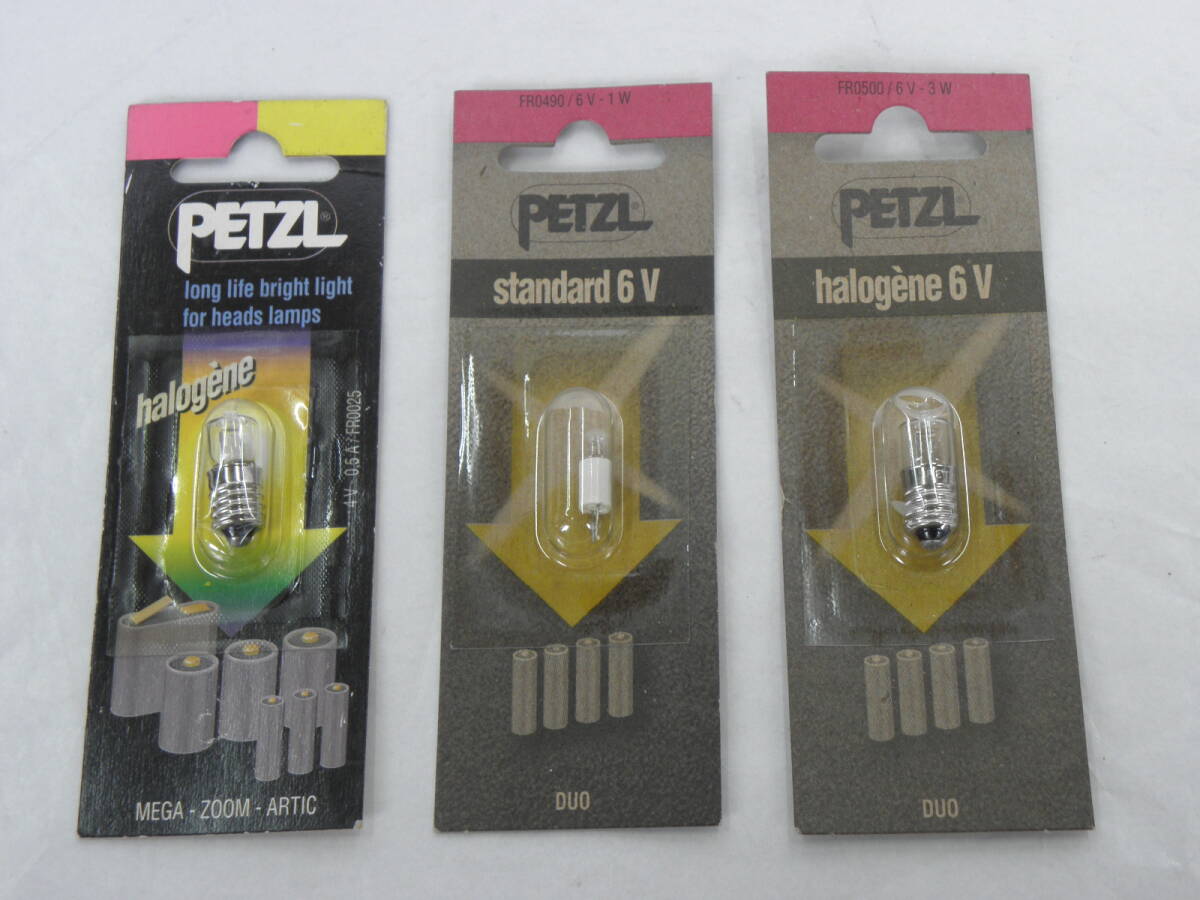 PETZL®
long life bright light
for heads lamps
halogène
4 V - 0.5 A / FR0025
MEGA - ZOOM - ARTIC
FR0490 / 6 V - 1 W
PETZL®
standard 6 V
DUO
FR0500 / 6 V - 3 W
PETZL
halogène 6 V
DUO